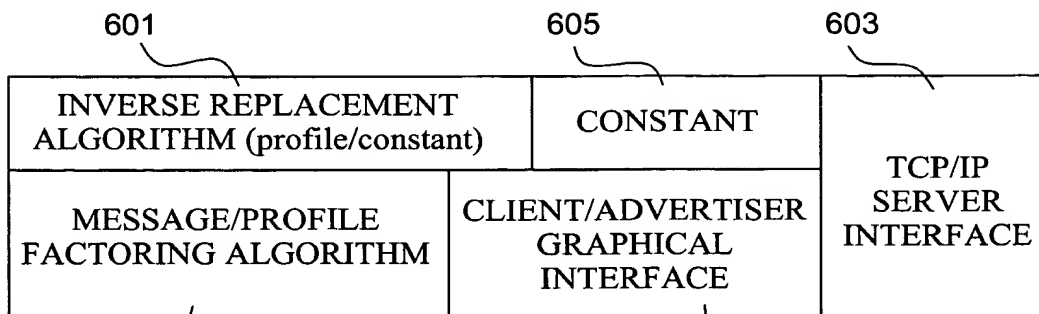 601
605
603
INVERSE REPLACEMENT
ALGORITHM (profile/constant)
CONSTANT
TCP/IP
SERVER
INTERFACE
MESSAGE/PROFILE
FACTORING ALGORITHM
CLIENT/ADVERTISER
GRAPHICAL
INTERFACE